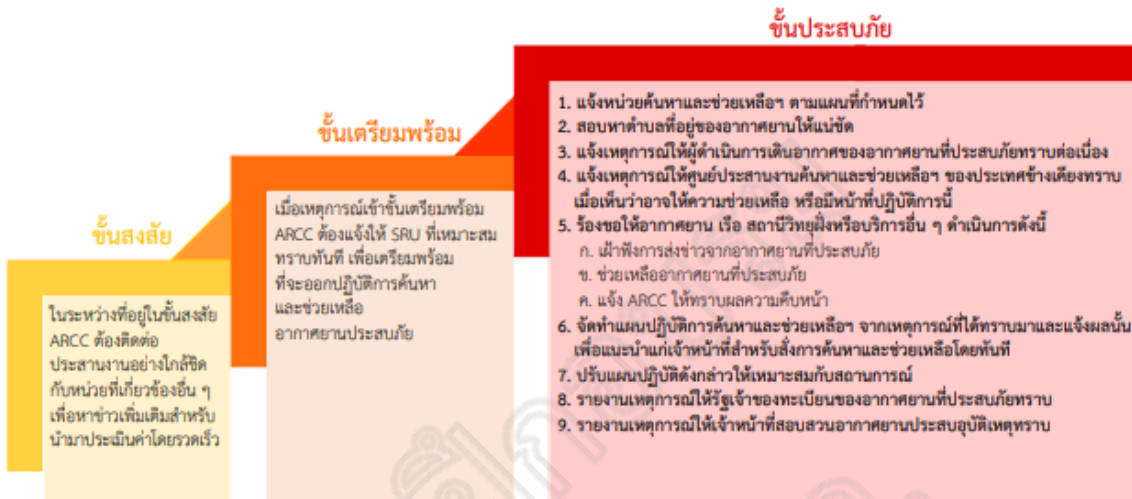 ขั้นสงสัย
ในระหว่างที่อยู่ในขั้นสงสัย
ARCC ต้องติดต่อ
ประสานงานอย่างใกล้ชิด
กับหน่วยที่เกี่ยวข้องอื่น ๆ
เพื่อหาข่าวเพิ่มเติมสำหรับ
นำมาประเมินค่าโดยรวดเร็ว
ขั้นเตรียมพร้อม
เมื่อเหตุการณ์เข้าขั้นเตรียมพร้อม
ARCC ต้องแจ้งให้ SRU ที่เหมาะสม
ทราบทันที เพื่อเตรียมพร้อม
ที่จะออกปฏิบัติการค้นหา
และช่วยเหลือ
อากาศยานประสบภัย
ขั้นประสบภัย
1. แจ้งหน่วยค้นหาและช่วยเหลือฯ ตามแผนที่กำหนดไว้
2. สอบหาตำบลที่อยู่ของอากาศยานให้แน่ชัด
3. แจ้งเหตุการณ์ให้ผู้ดำเนินการเดินอากาศของอากาศยานที่ประสบภัยทราบต่อเนื่อง
4. แจ้งเหตุการณ์ให้ศูนย์ประสานงานค้นหาและช่วยเหลือฯ ของประเทศข้างเคียงทราบ
เมื่อเห็นว่าอาจให้ความช่วยเหลือ หรือมีหน้าที่ปฏิบัติการนี้
5. ร้องขอให้อากาศยาน เรือ สถานีวิทยุฝั่งหรือบริการอื่น ๆ ดำเนินการดังนี้
ก. เฝ้าฟังการส่งข่าวจากอากาศยานที่ประสบภัย
ข. ช่วยเหลืออากาศยานที่ประสบภัย
ค. แจ้ง ARCC ให้ทราบผลความคืบหน้า
6. จัดทำแผนปฏิบัติการค้นหาและช่วยเหลือฯ จากเหตุการณ์ที่ได้ทราบมาและแจ้งผลนั้น
เพื่อแนะนำแก่เจ้าหน้าที่สำหรับสั่งการค้นหาและช่วยเหลือโดยทันที
7. ปรับแผนปฏิบัติดังกล่าวให้เหมาะสมกับสถานการณ์
8. รายงานเหตุการณ์ให้รัฐเจ้าของทะเบียนของอากาศยานที่ประสบภัยทราบ
9. รายงานเหตุการณ์ให้เจ้าหน้าที่สอบสวนอากาศยานประสบอุบัติเหตุทราบ